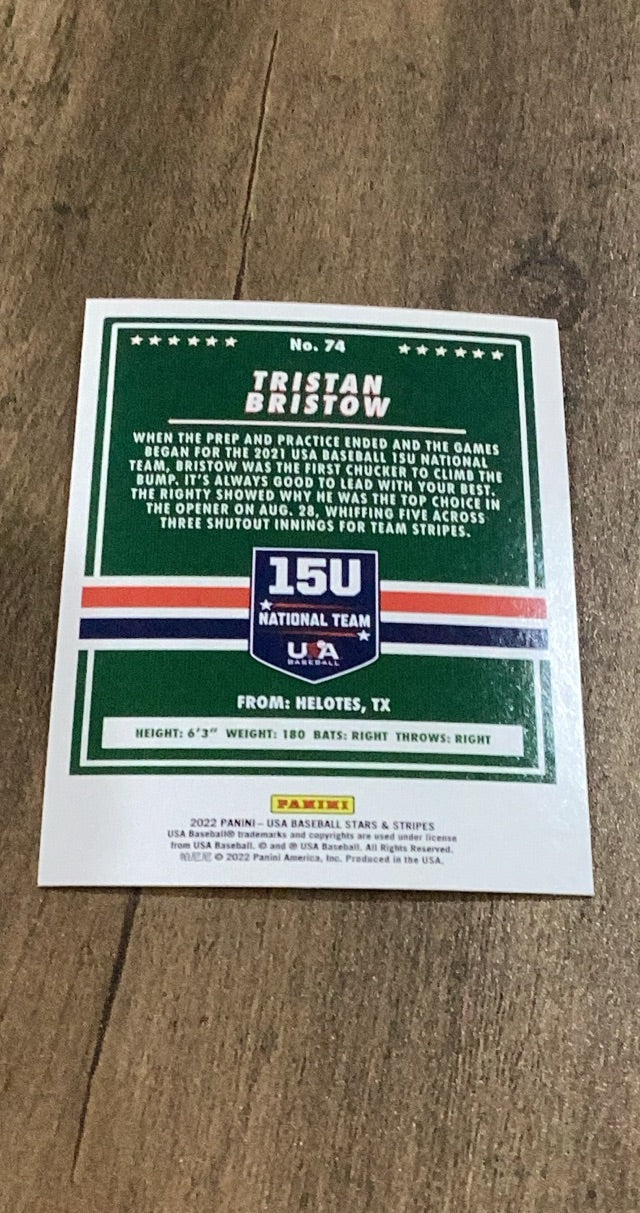 No. 74
TRISTAN
BRISTOW
WHEN THE PREP AND PRACTICE ENDED AND THE GAMES
BEGAN FOR THE 2021 USA BASEBALL 15U NATIONAL
TEAM, BRISTOW WAS THE FIRST CHUCKER TO CLIMB THE
BUMP. IT'S ALWAYS GOOD TO LEAD WITH YOUR BEST.
THE RIGHTY SHOWED WHY HE WAS THE TOP CHOICE IN
THE OPENER ON AUG. 28, WHIFFING FIVE ACROSS
THREE SHUTOUT INNINGS FOR TEAM STRIPES.
15U
NATIONAL TEAM
USA
BASEBALL
FROM: HELOTES, TX
HEIGHT: 6'3" WEIGHT: 180 BATS: RIGHT THROWS: RIGHT
PANINI
2022 PANINI – USA BASEBALL STARS & STRIPES
USA Baseball® trademarks and copyrights are used under license
from USA Baseball. © and ® USA Baseball. All Rights Reserved.
帕尼尼 © 2022 Panini America, Inc. Produced in the USA.